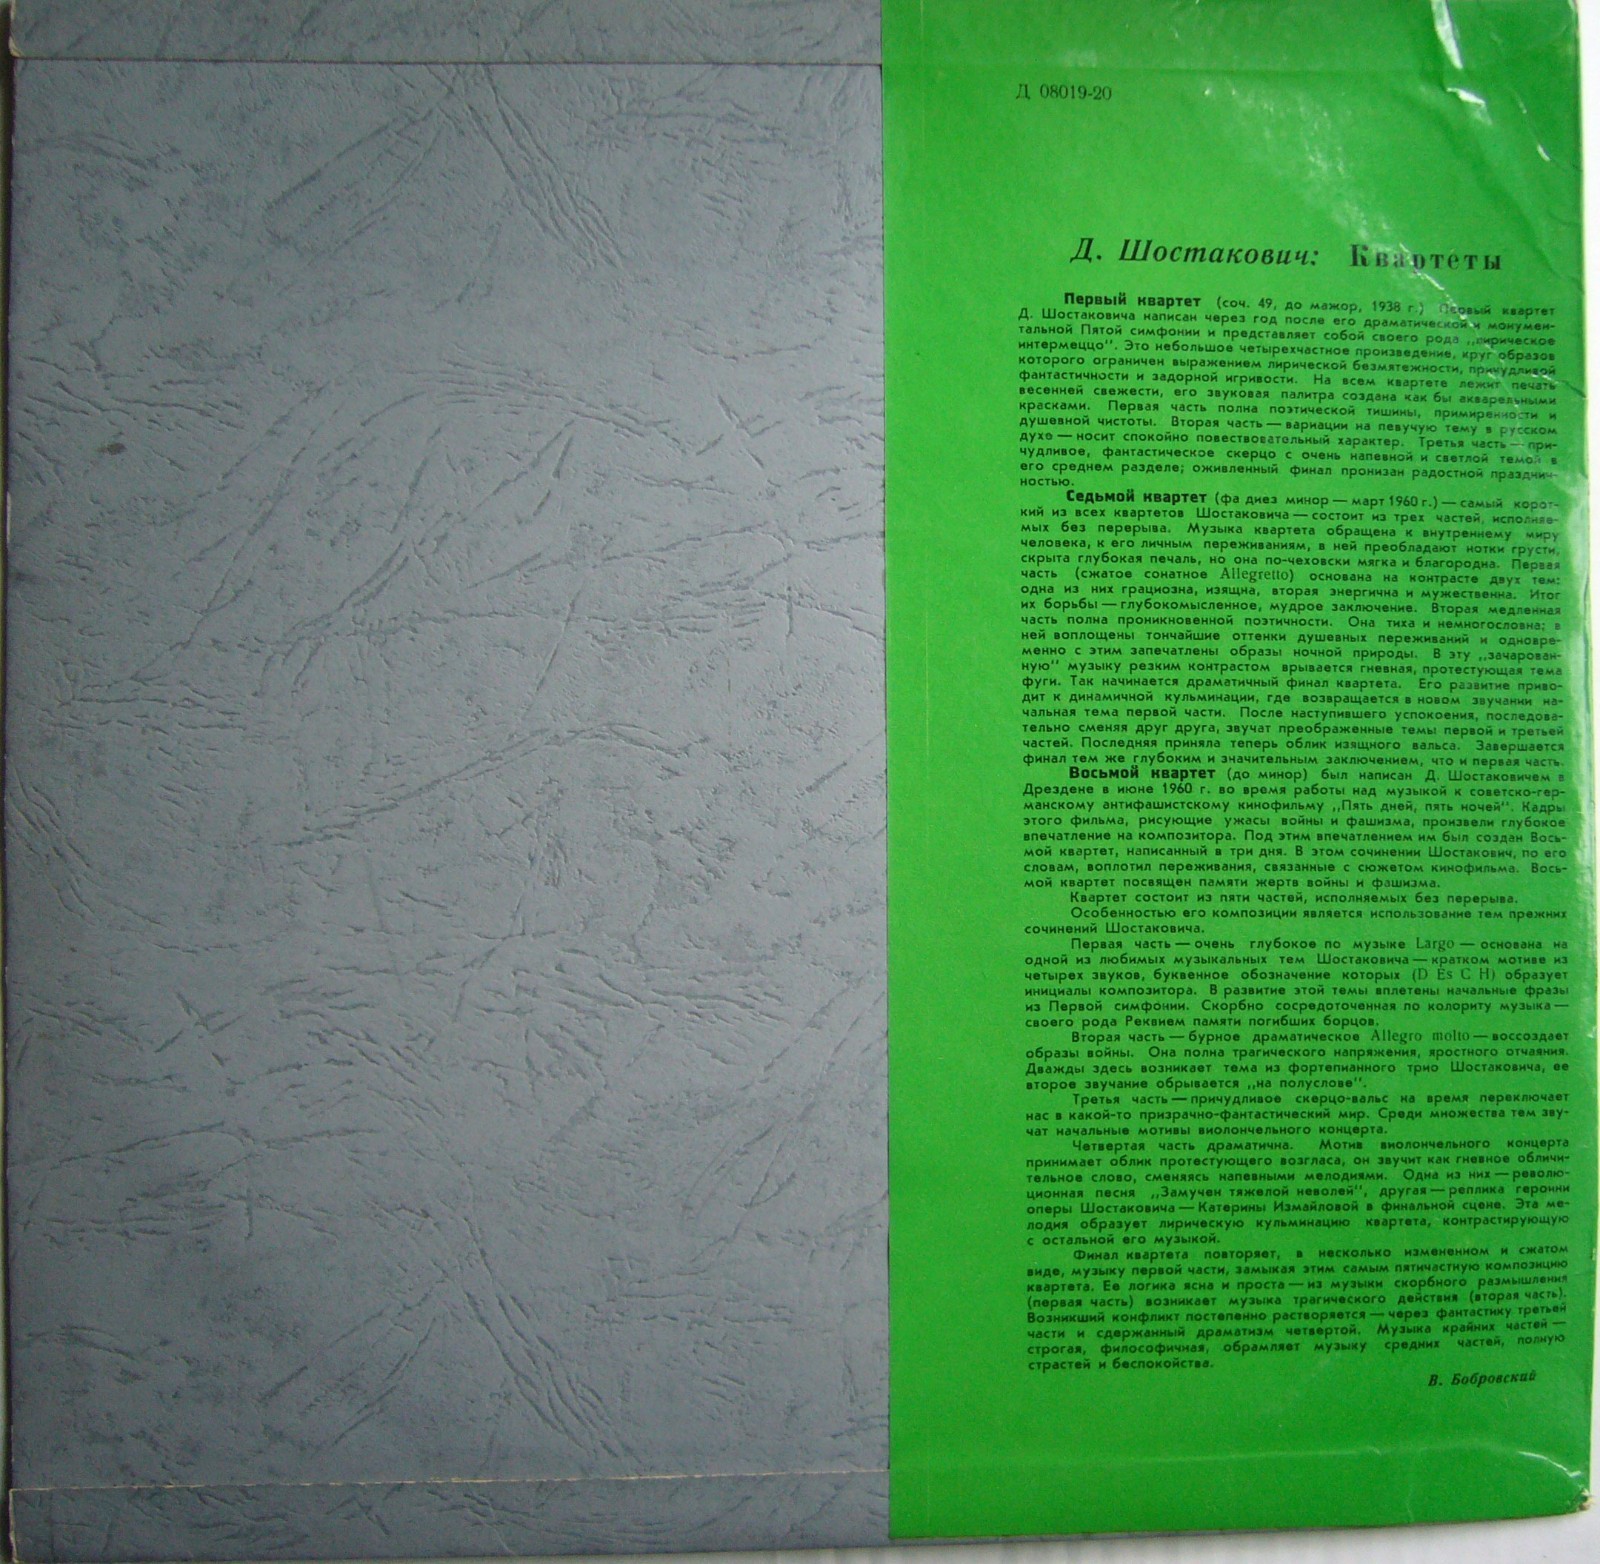 Д 08019-20
Д. Шостакович: Квартеты
Первый квартет (соч. 49, до мажор, 1938 г.) Первый квартет
Д. Шостаковича написан через год после его драматической и монумен-
тальной Пятой симфонии и представляет собой своего рода „лирическое
интермеццо". Это небольшое четырехчастное произведение, круг образов
которого ограничен выражением лирической безмятежности, причудливой
фантастичности и задорной игривости. На всем квартете лежит печать
весенней свежести, его звуковая палитра создана как бы акварельными
красками. Первая часть полна поэтической тишины, примиренности и
душевной чистоты. Вторая часть — вариации на певучую тему в русском
духе — носит спокойно повествовательный характер. Третья часть — при-
чудливое, фантастическое скерцо с очень напевной и светлой темой в
его среднем разделе; оживленный финал пронизан радостной празднич-
ностью.
Седьмой квартет (фа диез минор — март 1960 г.) — самый корот-
кий из всех квартетов Шостаковича — состоит из трех частей, исполняе-
мых без перерыва. Музыка квартета обращена к внутреннему миру
человека, к его личным переживаниям, в ней преобладают нотки грусти,
скрыта глубокая печаль, но она по-чеховски мягка и благородна. Первая
часть (сжатое сонатное Allegretto) основана на контрасте двух тем:
одна из них грациозна, изящна, вторая энергична и мужественна. Итог
их борьбы — глубокомысленное, мудрое заключение. Вторая медленная
часть полна проникновенной поэтичности. Она тиха и немногословна; в
ней воплощены тончайшие оттенки душевных переживаний и одновре-
менно с этим запечатлены образы ночной природы. В эту „зачарован-
ную" музыку резким контрастом врывается гневная, протестующая тема
фуги. Так начинается драматичный финал квартета. Его развитие приво-
дит к динамичной кульминации, где возвращается в новом звучании на-
чальная тема первой части. После наступившего успокоения, последова-
тельно сменяя друг друга, звучат преображенные темы первой и третьей
частей. Последняя приняла теперь облик изящного вальса. Завершается
финал тем же глубоким и значительным заключением, что и первая часть.
Восьмой квартет (до минор) был написан Д. Шостаковичем в
Дрездене в июне 1960 г. во время работы над музыкой к советско-гер-
манскому антифашистскому кинофильму „Пять дней, пять ночей". Кадры
этого фильма, рисующие ужасы войны и фашизма, произвели глубокое
впечатление на композитора. Под этим впечатлением им был создан Вось-
мой квартет, написанный в три дня. В этом сочинении Шостакович, по его
словам, воплотил переживания, связанные с сюжетом кинофильма. Вось-
мой квартет посвящен памяти жертв войны и фашизма.
Квартет состоит из пяти частей, исполняемых без перерыва.
Особенностью его композиции является использование тем прежних
сочинений Шостаковича.
Первая часть — очень глубокое по музыке Largo — основана на
одной из любимых музыкальных тем Шостаковича — кратком мотиве из
четырех звуков, буквенное обозначение которых (D Es C H) образует
инициалы композитора. В развитие этой темы вплетены начальные фразы
из Первой симфонии. Скорбно сосредоточенная по колориту музыка —
своего рода Реквием памяти погибших борцов.
Вторая часть — бурное драматическое Allegro molto — воссоздает
образы войны. Она полна трагического напряжения, яростного отчаяния.
Дважды здесь возникает тема из фортепианного трио Шостаковича, ее
второе звучание обрывается „на полуслове".
Третья часть — причудливое скерцо-вальс на время переключает
нас в какой-то призрачно-фантастический мир. Среди множества тем зву-
чат начальные мотивы виолончельного концерта.
Четвертая часть драматична. Мотив виолончельного концерта
принимает облик протестующего возгласа, он звучит как гневное обличи-
тельное слово, сменяясь напевными мелодиями. Одна из них — револю-
ционная песня „Замучен тяжелой неволей", другая — реплика героини
оперы Шостаковича — Катерины Измайловой в финальной сцене. Эта ме-
лодия образует лирическую кульминацию квартета, контрастирующую
с остальной его музыкой.
Финал квартета повторяет, в несколько измененном и сжатом
виде, музыку первой части, замыкая этим самым пятичастную композицию
квартета. Ее логика ясна и проста — из музыки скорбного размышления
(первая часть) возникает музыка трагического действия (вторая часть).
Возникший конфликт постепенно растворяется — через фантастику третьей
части и сдержанный драматизм четвертой. Музыка крайних частей —
строгая, философичная, обрамляет музыку средних частей, полную
страстей и беспокойства.
В. Бобровский